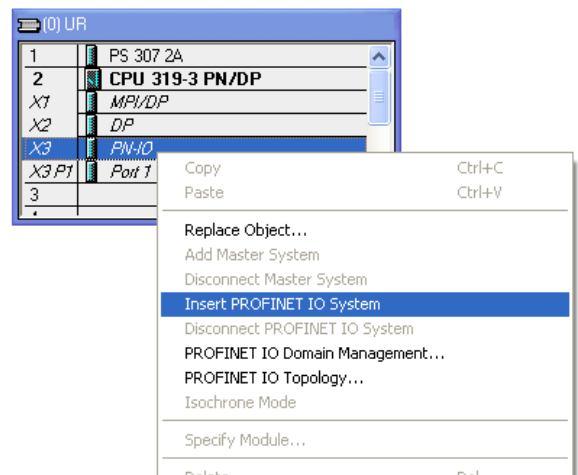 (0) UR
1 PS 307 2A
2 CPU 319-3 PN/DP
X1 MPI/DP
X2 DP
X3 PN-IO
X3 P1 Port 1
3
Copy Ctrl+C
Paste Ctrl+V
Replace Object...
Add Master System
Disconnect Master System
Insert PROFINET IO System
Disconnect PROFINET IO System
PROFINET IO Domain Management...
PROFINET IO Topology...
Isochrone Mode
Specify Module...